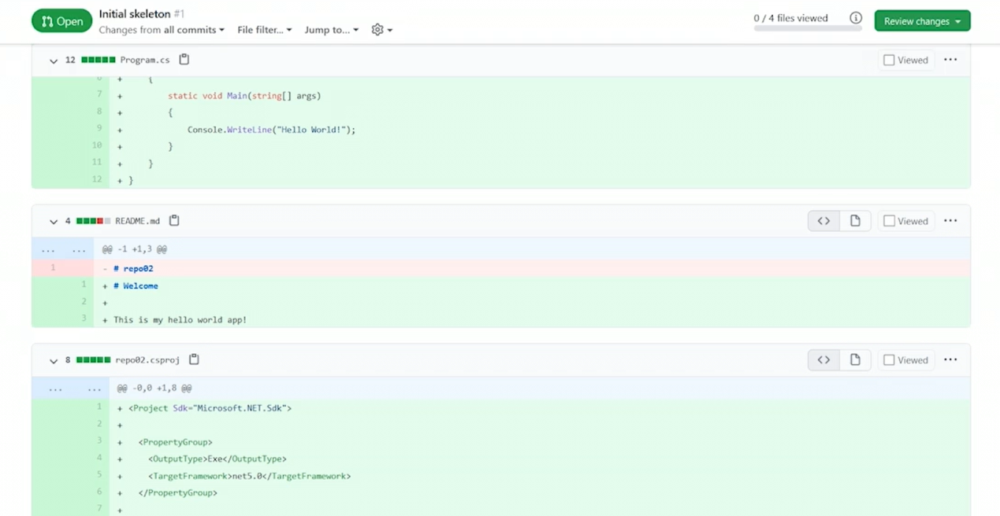 Open
Initial skeleton #1
Changes from all commits
File filter...
Jump to...
0 / 4 files viewed
Review changes
12 Program.cs
Viewed
6 + {
7 + static void Main(string[] args)
8 + {
9 + Console.WriteLine("Hello World!");
10 + }
11 + }
12 + }
4 README.md
Viewed
... ... @@ -1 +1,3 @@
1 - # repo02
1 + # Welcome
2 +
3 + This is my hello world app!
8 repo02.csproj
Viewed
... ... @@ -0,0 +1,8 @@
1 + <Project Sdk="Microsoft.NET.Sdk">
2 +
3 + <PropertyGroup>
4 + <OutputType>Exe</OutputType>
5 + <TargetFramework>net5.0</TargetFramework>
6 + </PropertyGroup>
7 +